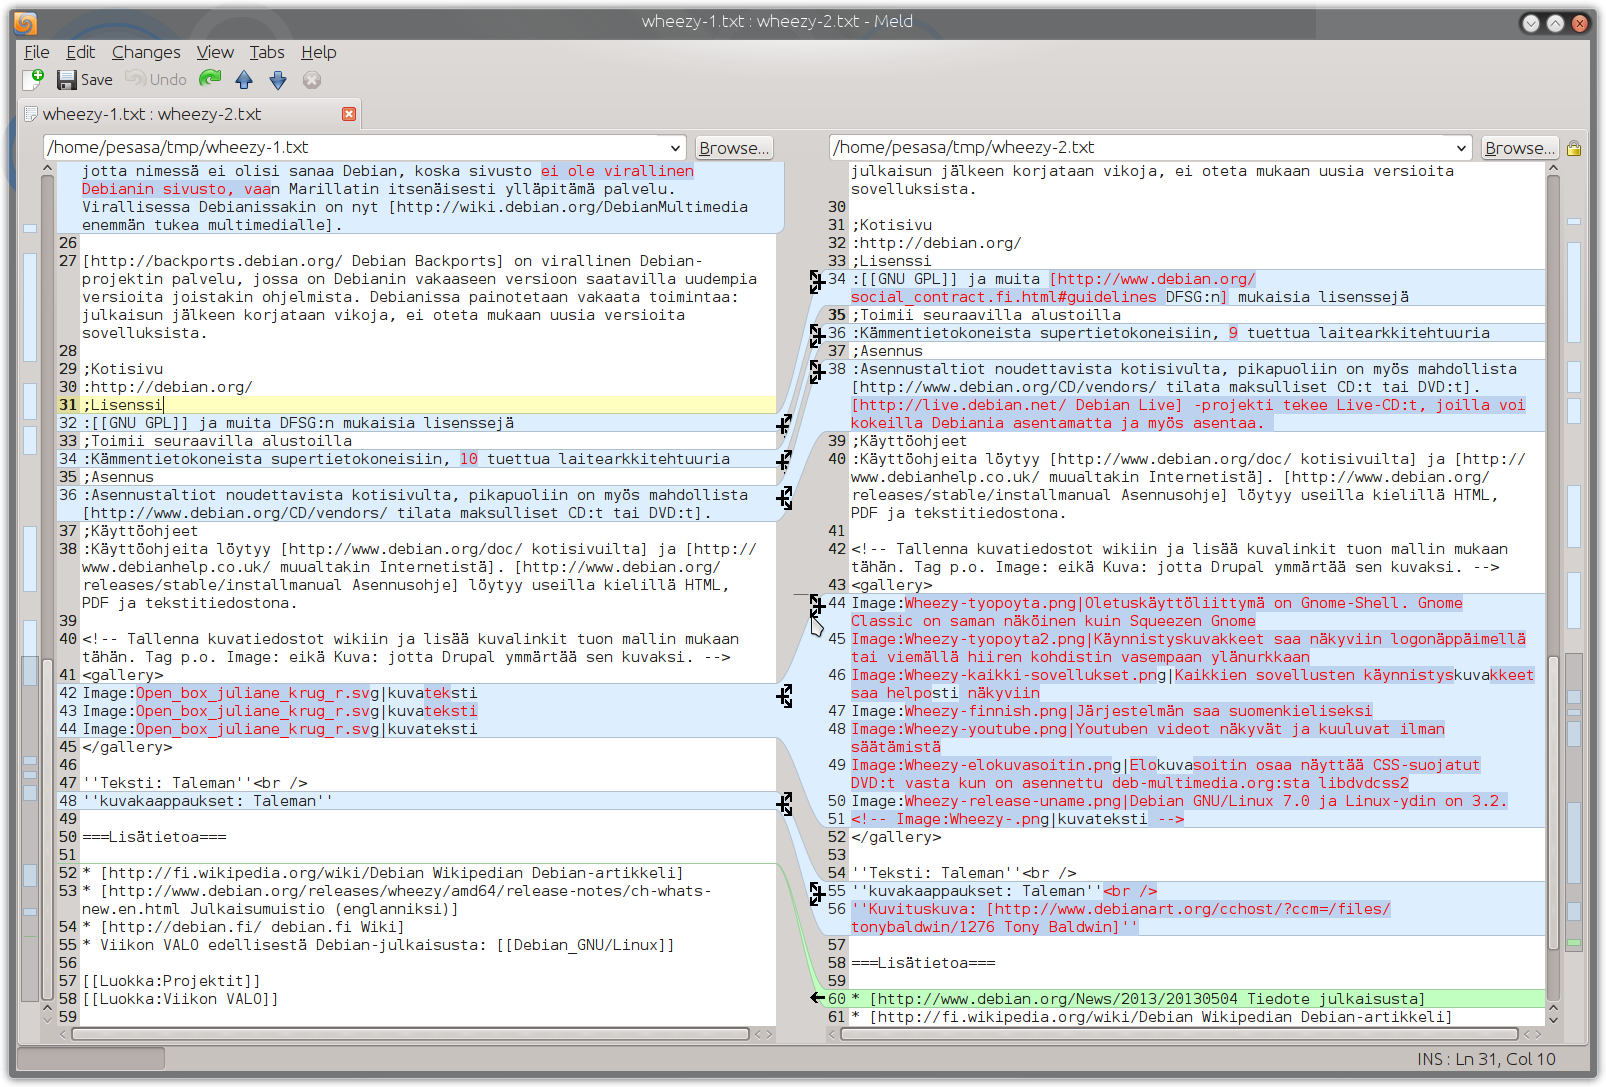 wheezy-1.txt : wheezy-2.txt - Meld
File Edit Changes View Tabs Help
Save Undo
wheezy-1.txt : wheezy-2.txt
/home/pesasa/tmp/wheezy-1.txt
Browse...
jotta nimessä ei olisi sanaa Debian, koska sivusto ei ole virallinen
Debianin sivusto, vaan Marillatin itsenäisesti ylläpitämä palvelu.
Virallisessa Debianissakin on nyt [http://wiki.debian.org/DebianMultimedia
enemmän tukea multimedialle].
26
27 [http://backports.debian.org/ Debian Backports] on virallinen Debian-
projektin palvelu, jossa on Debianin vakaaseen versioon saatavilla uudempia
versioita joistakin ohjelmista. Debianissa painotetaan vakaata toimintaa:
julkaisun jälkeen korjataan vikoja, ei oteta mukaan uusia versioita
sovelluksista.
28
29 ;Kotisivu
30 :http://debian.org/
31 ;Lisenssi
32 :[[GNU GPL]] ja muita DFSG:n mukaisia lisenssejä
33 ;Toimii seuraavilla alustoilla
34 :Kämmentietokoneista supertietokoneisiin, 10 tuettua laitearkkitehtuuria
35 ;Asennus
36 :Asennustaltiot noudettavista kotisivulta, pikapuoliin on myös mahdollista
[http://www.debian.org/CD/vendors/ tilata maksulliset CD:t tai DVD:t].
37 ;Käyttöohjeet
38 :Käyttöohjeita löytyy [http://www.debian.org/doc/ kotisivuilta] ja [http://
www.debianhelp.co.uk/ muualtakin Internetistä]. [http://www.debian.org/
releases/stable/installmanual Asennusohje] löytyy useilla kielillä HTML,
PDF ja tekstitiedostona.
39
40 <!-- Tallenna kuvatiedostot wikiin ja lisää kuvalinkit tuon mallin mukaan
tähän. Tag p.o. Image: eikä Kuva: jotta Drupal ymmärtää sen kuvaksi. -->
41 <gallery>
42 Image:Open_box_juliane_krug_r.svg|kuvateksti
43 Image:Open_box_juliane_krug_r.svg|kuvateksti
44 Image:Open_box_juliane_krug_r.svg|kuvateksti
45 </gallery>
46
47 ''Teksti: Taleman''<br />
48 ''kuvakaappaukset: Taleman''
49
50 ===Lisätietoa===
51
52 * [http://fi.wikipedia.org/wiki/Debian Wikipedian Debian-artikkeli]
53 * [http://www.debian.org/releases/wheezy/amd64/release-notes/ch-whats-
new.en.html Julkaisumuistio (englanniksi)]
54 * [http://debian.fi/ debian.fi Wiki]
55 * Viikon VALO edellisestä Debian-julkaisusta: [[Debian_GNU/Linux]]
56
57 [[Luokka:Projektit]]
58 [[Luokka:Viikon VALO]]
59
/home/pesasa/tmp/wheezy-2.txt
Browse...
julkaisun jälkeen korjataan vikoja, ei oteta mukaan uusia versioita
sovelluksista.
30
31 ;Kotisivu
32 :http://debian.org/
33 ;Lisenssi
34 :[[GNU GPL]] ja muita [http://www.debian.org/
social_contract.fi.html#guidelines DFSG:n] mukaisia lisenssejä
35 ;Toimii seuraavilla alustoilla
36 :Kämmentietokoneista supertietokoneisiin, 9 tuettua laitearkkitehtuuria
37 ;Asennus
38 :Asennustaltiot noudettavista kotisivulta, pikapuoliin on myös mahdollista
[http://www.debian.org/CD/vendors/ tilata maksulliset CD:t tai DVD:t].
[http://live.debian.net/ Debian Live] -projekti tekee Live-CD:t, joilla voi
kokeilla Debiania asentamatta ja myös asentaa.
39 ;Käyttöohjeet
40 :Käyttöohjeita löytyy [http://www.debian.org/doc/ kotisivuilta] ja [http://
www.debianhelp.co.uk/ muualtakin Internetistä]. [http://www.debian.org/
releases/stable/installmanual Asennusohje] löytyy useilla kielillä HTML,
PDF ja tekstitiedostona.
41
42 <!-- Tallenna kuvatiedostot wikiin ja lisää kuvalinkit tuon mallin mukaan
tähän. Tag p.o. Image: eikä Kuva: jotta Drupal ymmärtää sen kuvaksi. -->
43 <gallery>
44 Image:Wheezy-tyopoyta.png|Oletuskäyttöliittymä on Gnome-Shell. Gnome
Classic on saman näköinen kuin Squeezen Gnome
45 Image:Wheezy-tyopoyta2.png|Käynnistyskuvakkeet saa näkyviin logonäppäimellä
tai viemällä hiiren kohdistin vasempaan ylänurkkaan
46 Image:Wheezy-kaikki-sovellukset.png|Kaikkien sovellusten käynnistyskuvakkeet
saa helposti näkyviin
47 Image:Wheezy-finnish.png|Järjestelmän saa suomenkieliseksi
48 Image:Wheezy-youtube.png|Youtuben videot näkyvät ja kuuluvat ilman
säätämistä
49 Image:Wheezy-elokuvasoitin.png|Elokuvasoitin osaa näyttää CSS-suojatut
DVD:t vasta kun on asennettu deb-multimedia.org:sta libdvdcss2
50 Image:Wheezy-release-uname.png|Debian GNU/Linux 7.0 ja Linux-ydin on 3.2.
51 <!-- Image:Wheezy-.png|kuvateksti -->
52 </gallery>
53
54 ''Teksti: Taleman''<br />
55 ''kuvakaappaukset: Taleman''<br />
56 ''Kuvituskuva: [http://www.debianart.org/cchost/?ccm=/files/
tonybaldwin/1276 Tony Baldwin]''
57
58 ===Lisätietoa===
59
60 * [http://www.debian.org/News/2013/20130504 Tiedote julkaisusta]
61 * [http://fi.wikipedia.org/wiki/Debian Wikipedian Debian-artikkeli]
INS : Ln 31, Col 10